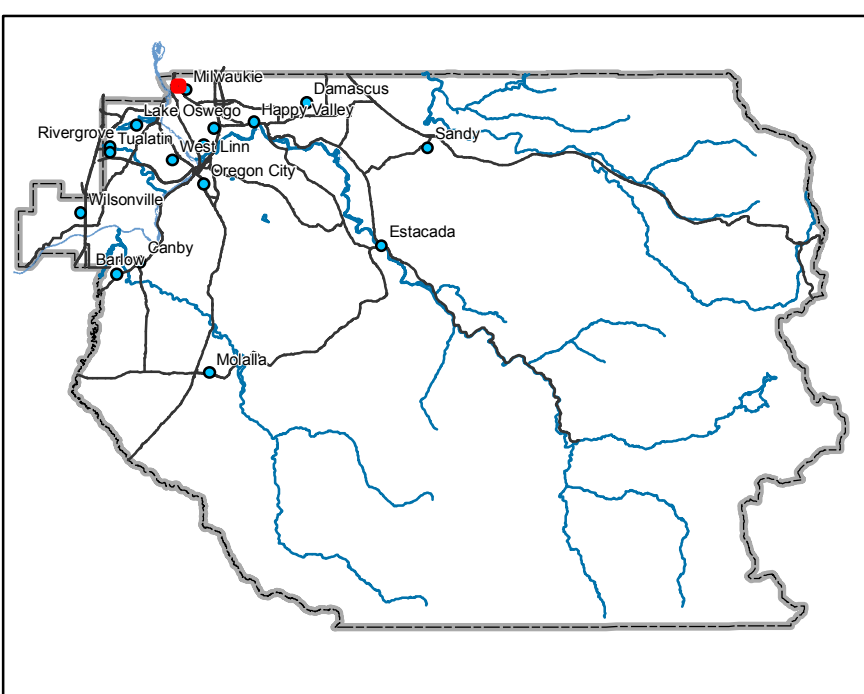 Milwaukie
Damascus
Lake Oswego
Happy Valley
Rivergrove
Tualatin
West Linn
Sandy
Oregon City
Wilsonville
Estacada
Canby
Barlow
Molalla